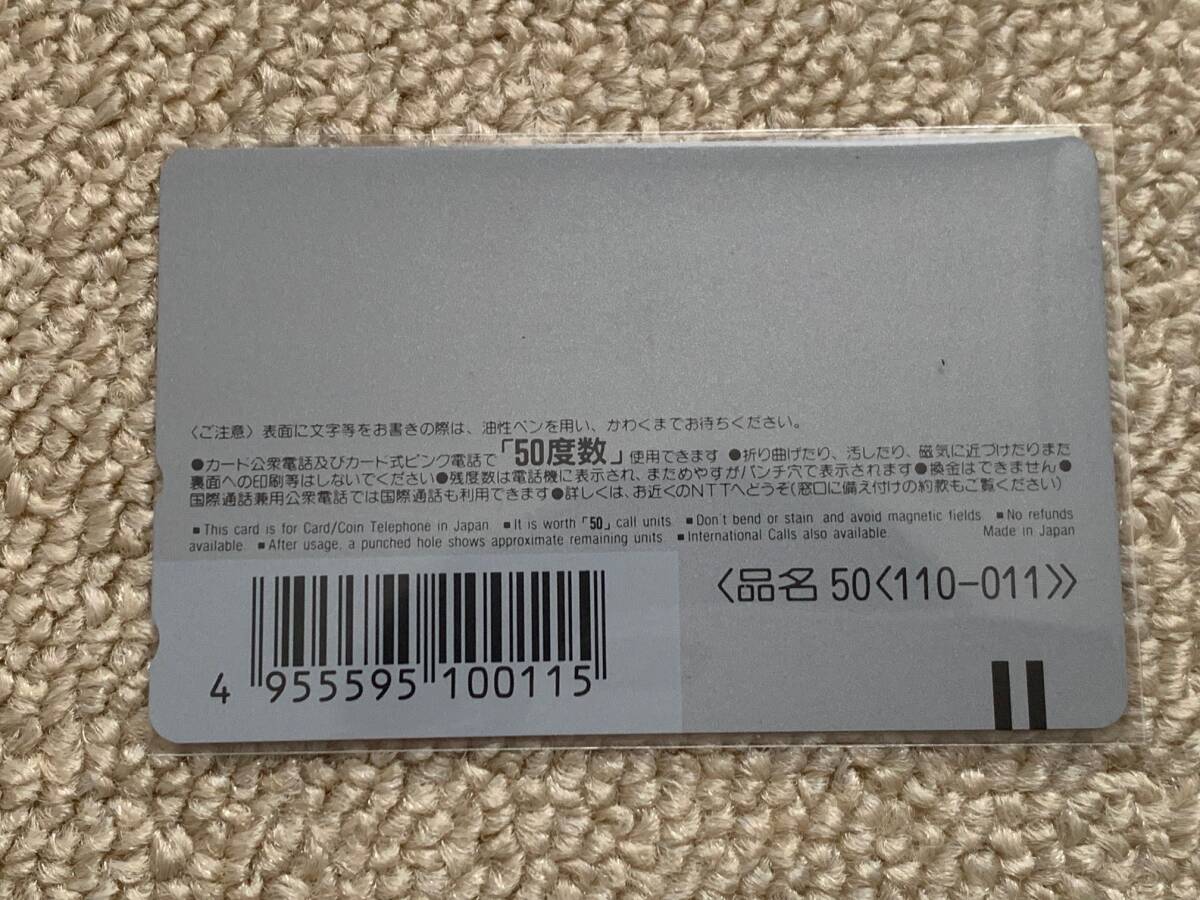 〈ご注意〉表面に文字等をお書きの際は、油性ペンを用い、かわくまでお待ちください。
●カード公衆電話及びカード式ピンク電話で「50度数」使用できます ●折り曲げたり、汚したり、磁気に近づけたりまた
裏面への印刷等はしないでください●残度数は電話機に表示され、まためやすがパンチ穴で表示されます●換金はできません●
国際通話兼用公衆電話では国際通話も利用できます●詳しくは、お近くのNTTへどうぞ(窓口に備え付けの約款もご覧ください)
■This card is for Card/Coin Telephone in Japan ■It is worth「50」call units ■Don't bend or stain and avoid magnetic fields ■No refunds
available. ■After usage, a punched hole shows approximate remaining units ■International Calls also available. Made in Japan
〈品名 50〈110-011〉〉
4 955595 100115